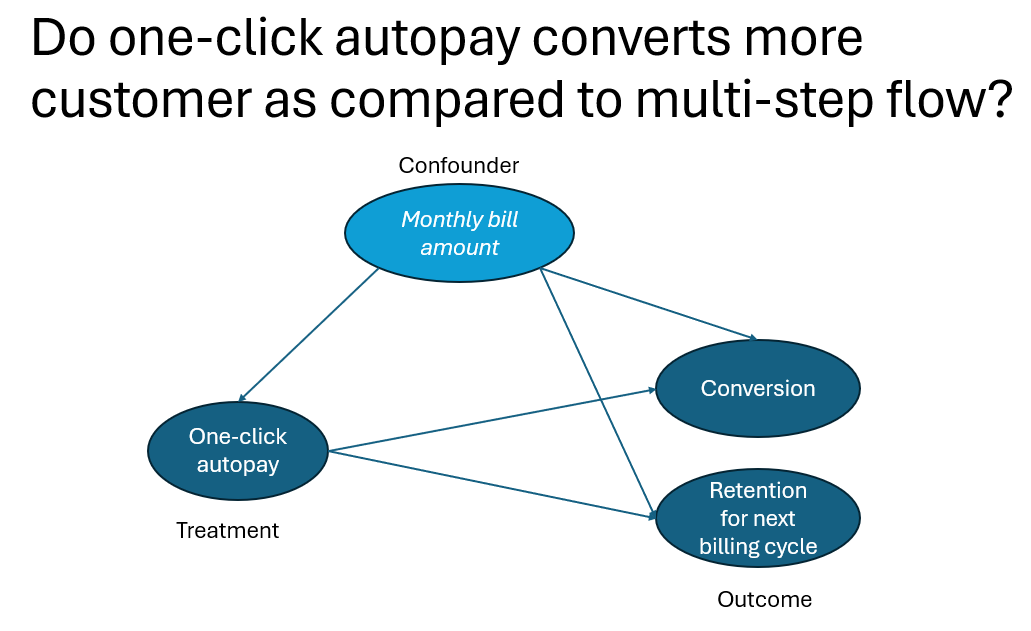 Do one-click autopay converts more
customer as compared to multi-step flow?
Confounder
Monthly bill
amount
Conversion
One-click
autopay
Treatment
Retention
for next
billing cycle
Outcome